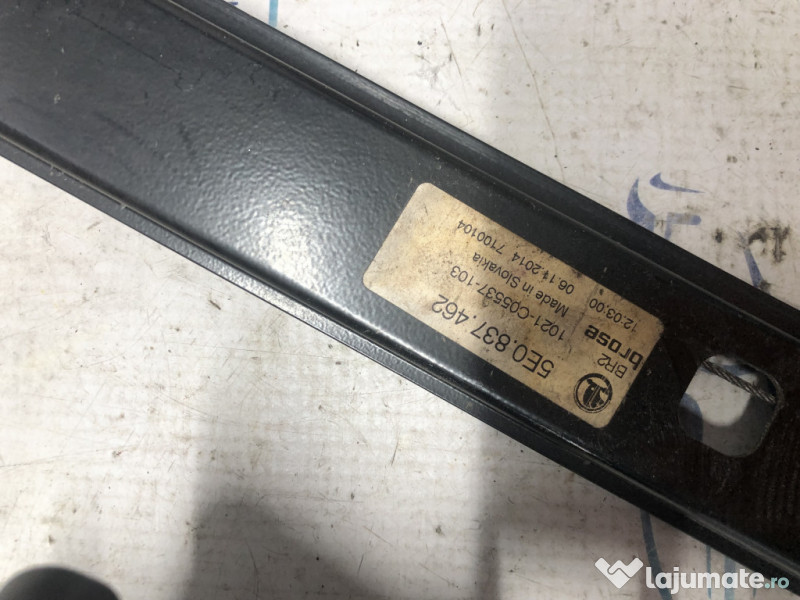 BR2
brose
12.03.00
5E0.837.462
1021-C05537-103
Made in Slovakia
06.11.2014 7100104
lajumate.ro